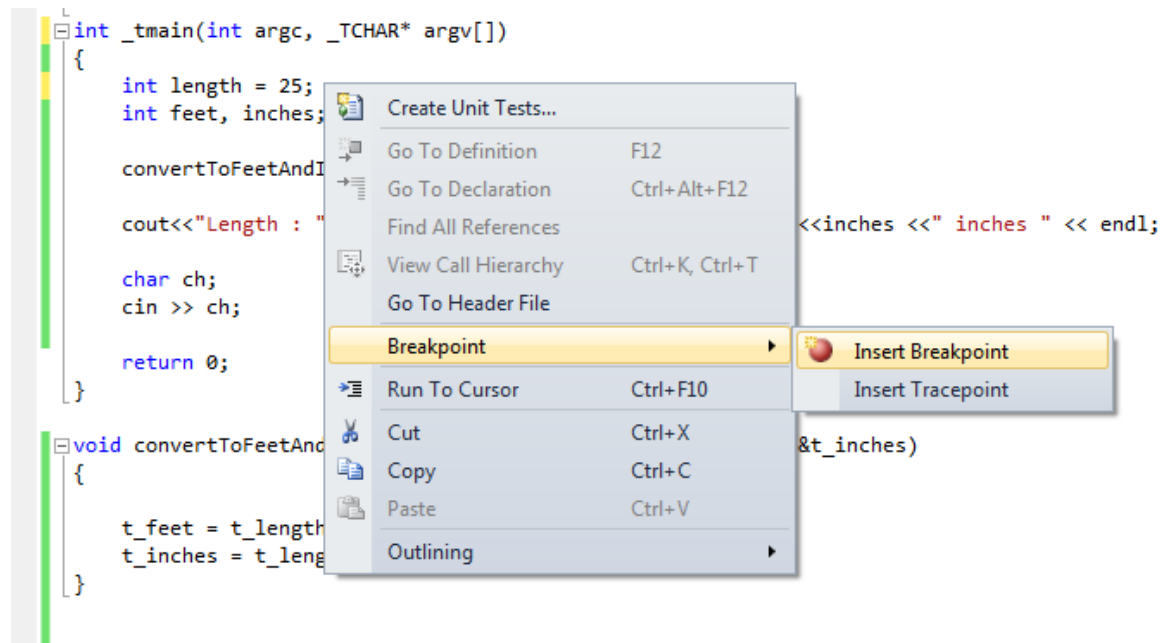 int _tmain(int argc, _TCHAR* argv[])
{
int length = 25;
int feet, inches;
convertToFeetAndI
cout<<"Length : " <<inches <<" inches " << endl;
char ch;
cin >> ch;
return 0;
}
void convertToFeetAnd &t_inches)
{
t_feet = t_length
t_inches = t_leng
}
Create Unit Tests...
Go To Definition F12
Go To Declaration Ctrl+Alt+F12
Find All References
View Call Hierarchy Ctrl+K, Ctrl+T
Go To Header File
Breakpoint
Run To Cursor Ctrl+F10
Cut Ctrl+X
Copy Ctrl+C
Paste Ctrl+V
Outlining
Insert Breakpoint
Insert Tracepoint